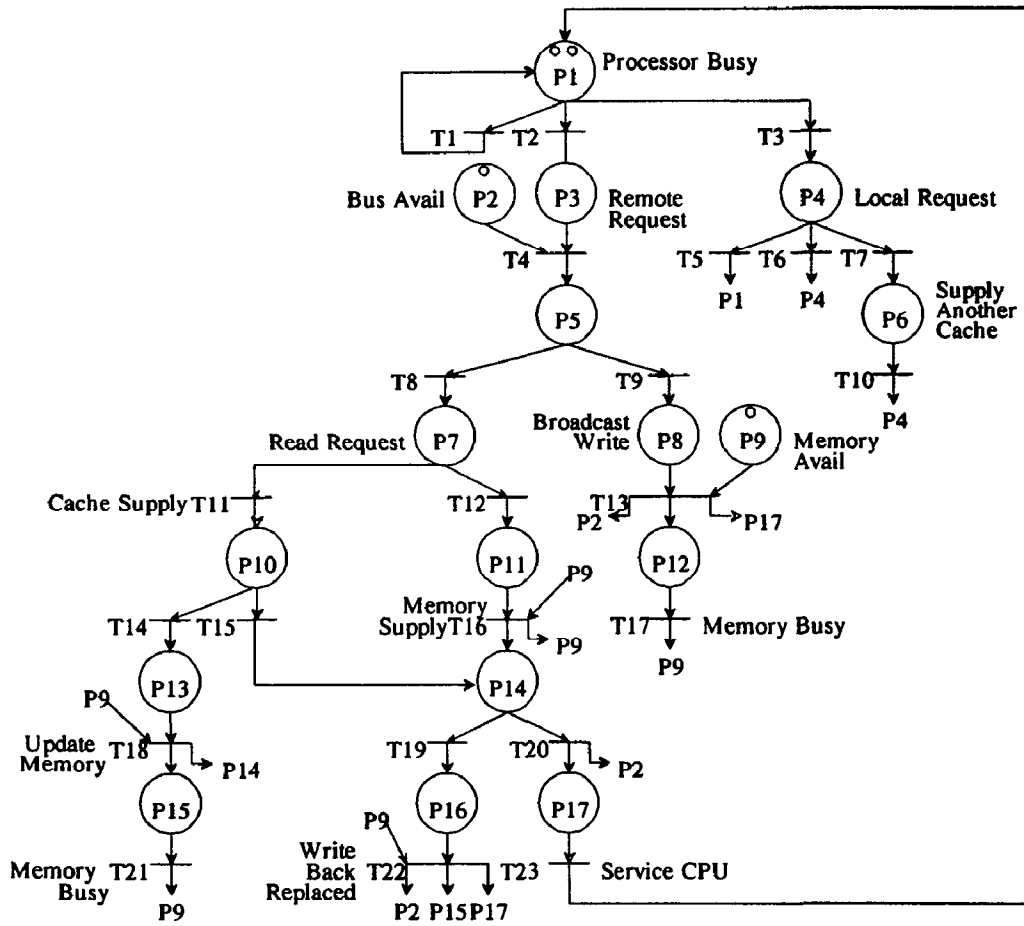 P1
Processor Busy
T1
T2
T3
Bus Avail
P2
P3
Remote
Request
P4
Local Request
T4
T5
T6
T7
P1
P4
P5
P6
Supply
Another
Cache
T8
T9
T10
P4
Read Request
P7
Broadcast
Write
P8
P9
Memory
Avail
Cache Supply T11
T12
T13
P2
P17
P10
P11
P9
P12
T14
T15
Memory
Supply T16
P9
T17
Memory Busy
P9
P13
P14
P9
Update
Memory
T18
P14
T19
T20
P2
P15
P16
P17
P9
Memory
Busy
T21
Write
Back
Replaced
T22
T23
Service CPU
P9
P2
P15
P17